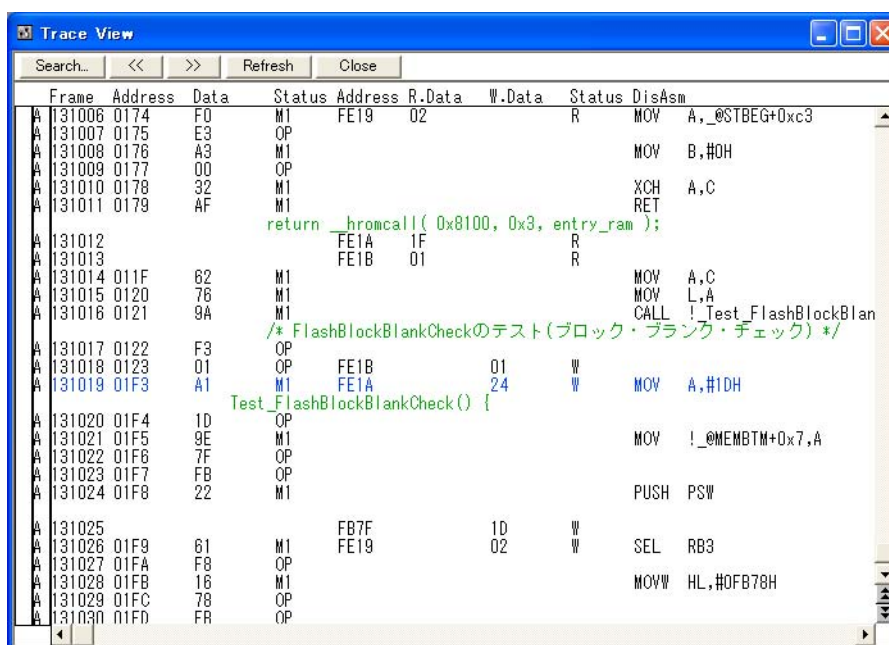 Trace View
Search... << >> Refresh Close
Frame Address Data Status Address R.Data W.Data Status DisAsm
A 131006 0174 F0 M1 FE19 02 R MOV A,_@STBEG+0xc3
A 131007 0175 E3 OP
A 131008 0176 A3 M1 MOV B,#0H
A 131009 0177 00 OP
A 131010 0178 32 M1 XCH A,C
A 131011 0179 AF M1 RET
return __hromcall( 0x8100, 0x3, entry_ram );
A 131012 FE1A 1F R
A 131013 FE1B 01 R
A 131014 011F 62 M1 MOV A,C
A 131015 0120 76 M1 MOV L,A
A 131016 0121 9A M1 CALL !_Test_FlashBlockBlan
/* FlashBlockBlankCheckのテスト(ブロック・ブランク・チェック) */
A 131017 0122 F3 OP
A 131018 0123 01 OP FE1B 01 W
A 131019 01F3 A1 M1 FE1A 24 W MOV A,#1DH
Test_FlashBlockBlankCheck() {
A 131020 01F4 1D OP
A 131021 01F5 9E M1 MOV !_@MEMBTM+0x7,A
A 131022 01F6 7F OP
A 131023 01F7 FB OP
A 131024 01F8 22 M1 PUSH PSW
A 131025 FB7F 1D W
A 131026 01F9 61 M1 FE19 02 W SEL RB3
A 131027 01FA F8 OP
A 131028 01FB 16 M1 MOVW HL,#0FB78H
A 131029 01FC 78 OP
A 131030 01FD FB OP